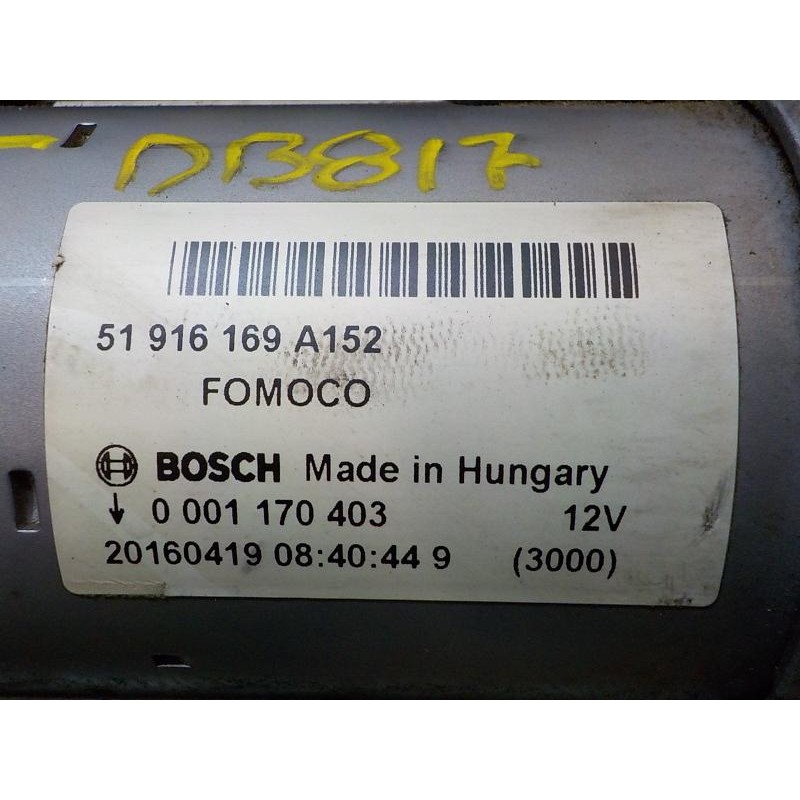 DB817
51 916 169 A152
FOMOCO
BOSCH Made in Hungary
0 001 170 403 12V
20160419 08:40:44 9 (3000)